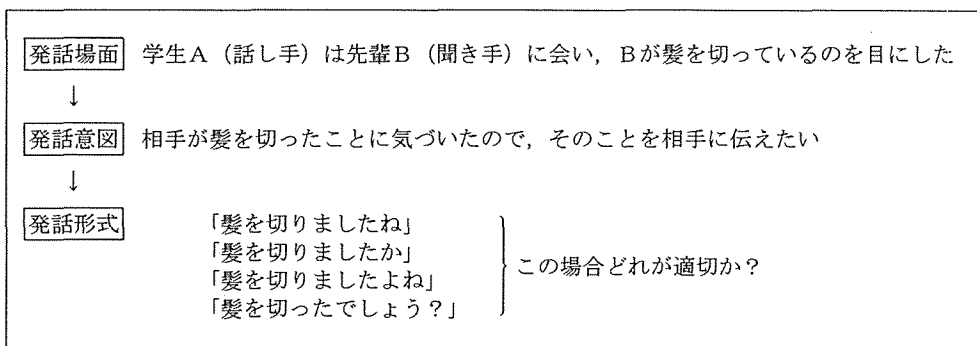 発話場面 学生A（話し手）は先輩B（聞き手）に会い，Bが髪を切っているのを目にした
↓
発話意図 相手が髪を切ったことに気づいたので，そのことを相手に伝えたい
↓
発話形式 「髪を切りましたね」
「髪を切りましたか」
「髪を切りましたよね」
「髪を切ったでしょう？」
この場合どれが適切か？